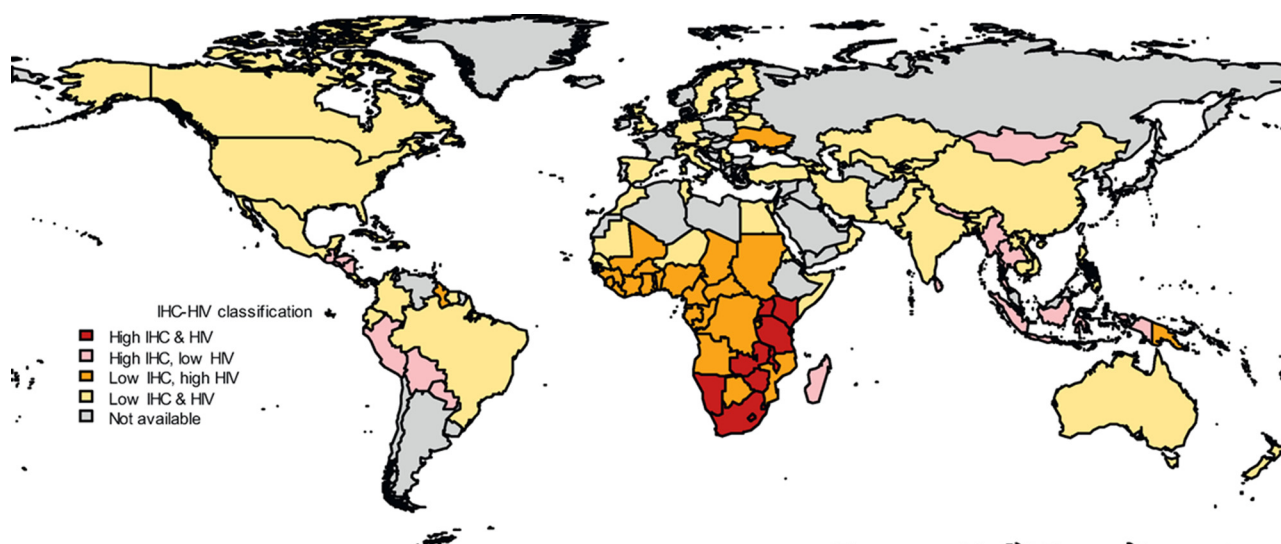 IHC-HIV classification
High IHC & HIV
High IHC, low HIV
Low IHC, high HIV
Low IHC & HIV
Not available